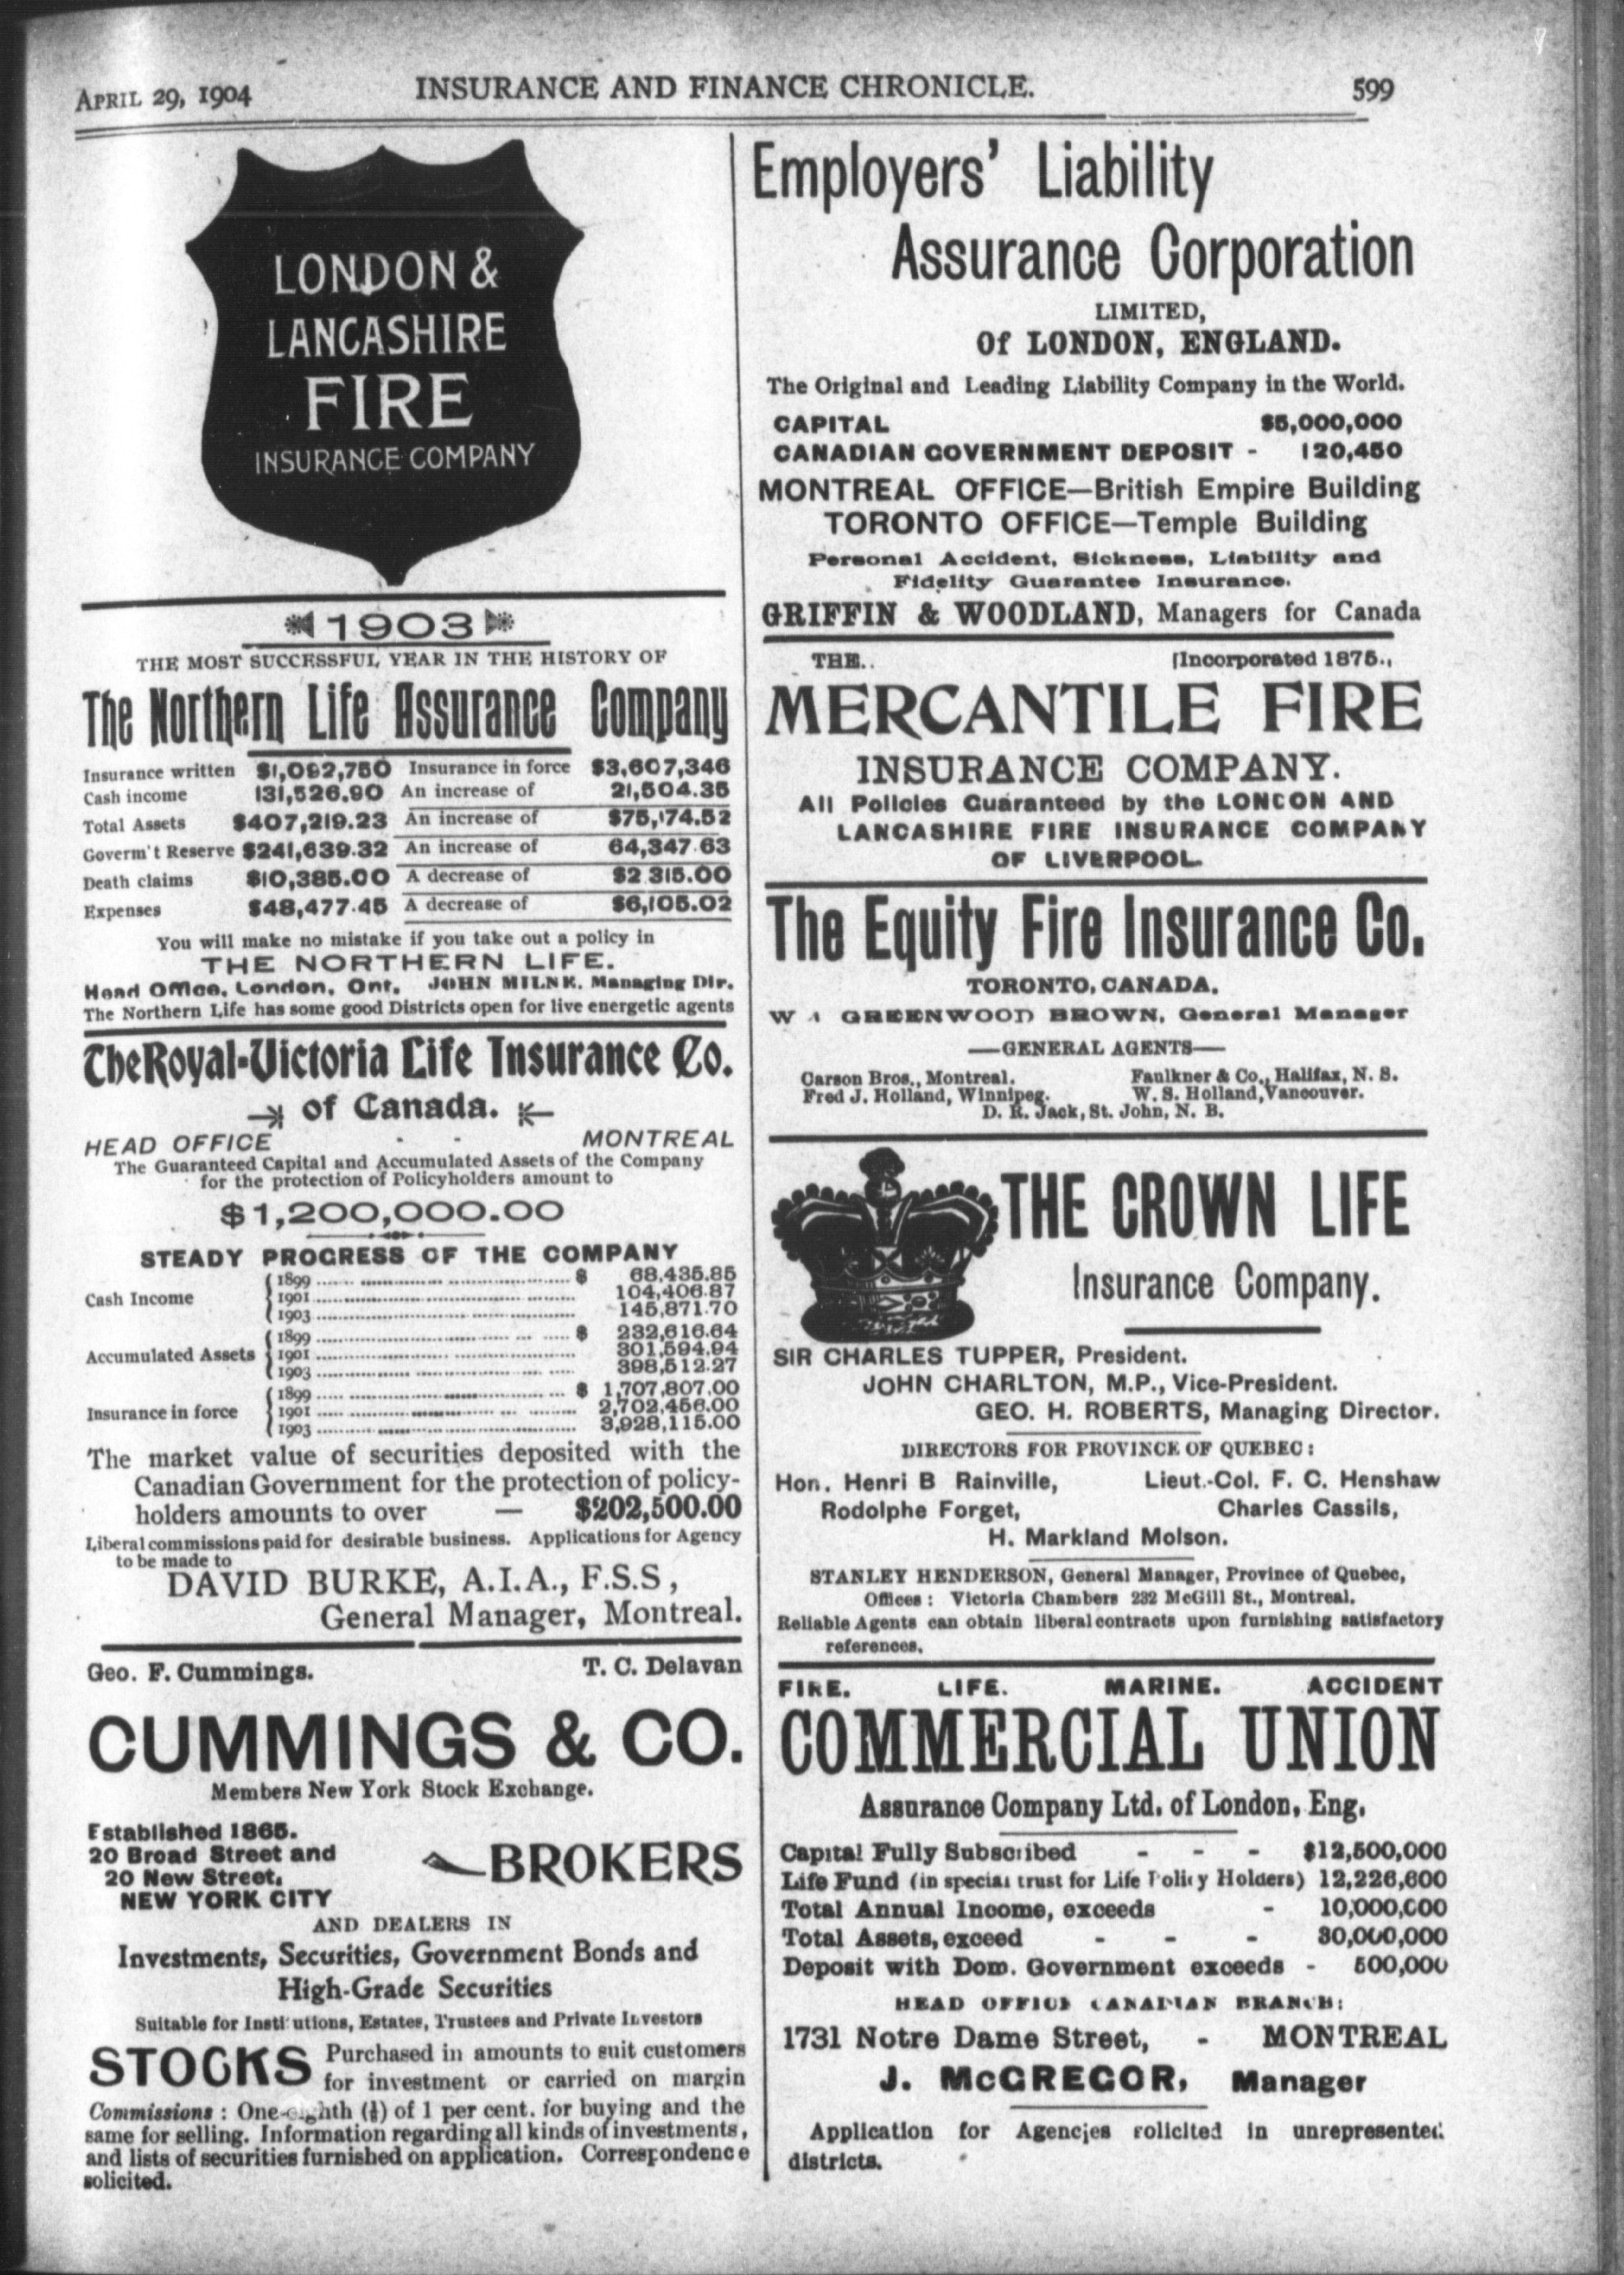 APRIL 29, 1904 INSURANCE AND FINANCE CHRONICLE. 599
LONDON &
LANCASHIRE
FIRE
INSURANCE COMPANY
1903
THE MOST SUCCESSFUL YEAR IN THE HISTORY OF
The Northern Life Assurance Company
Insurance written $1,092,750 Insurance in force $3,607,346
Cash income 131,526.90 An increase of 21,504.35
Total Assets $407,219.23 An increase of $75,174.52
Governm't Reserve $241,639.32 An increase of 64,347.63
Death claims $10,385.00 A decrease of $2 315.00
Expenses $48,477.45 A decrease of $6,105.02
You will make no mistake if you take out a policy in
THE NORTHERN LIFE.
Head Office, London, Ont. JOHN MILNE, Managing Dir.
The Northern Life has some good Districts open for live energetic agents
The Royal-Victoria Life Insurance Co.
of Canada.
HEAD OFFICE - - MONTREAL
The Guaranteed Capital and Accumulated Assets of the Company
for the protection of Policyholders amount to
$1,200,000.00
STEADY PROGRESS OF THE COMPANY
Cash Income
1899 $ 68,435.85
1901 104,406.87
1903 145,871.70
Accumulated Assets
1899 $ 232,616.64
1901 301,594.94
1903 398,512.27
Insurance in force
1899 $ 1,707,807.00
1901 2,702,456.00
1903 3,928,115.00
The market value of securities deposited with the
Canadian Government for the protection of policy-
holders amounts to over — $202,500.00
Liberal commissions paid for desirable business. Applications for Agency
to be made to
DAVID BURKE, A.I.A., F.S.S,
General Manager, Montreal.
Geo. F. Cummings. T. C. Delavan
CUMMINGS & CO.
Members New York Stock Exchange.
Established 1865.
20 Broad Street and
20 New Street,
NEW YORK CITY
BROKERS
AND DEALERS IN
Investments, Securities, Government Bonds and
High-Grade Securities
Suitable for Institutions, Estates, Trustees and Private Investors
STOCKS Purchased in amounts to suit customers
for investment or carried on margin
Commissions: One-eighth (⅛) of 1 per cent. for buying and the
same for selling. Information regarding all kinds of investments,
and lists of securities furnished on application. Correspondence
solicited.
Employers' Liability
Assurance Corporation
LIMITED,
Of LONDON, ENGLAND.
The Original and Leading Liability Company in the World.
CAPITAL $5,000,000
CANADIAN GOVERNMENT DEPOSIT - 120,450
MONTREAL OFFICE—British Empire Building
TORONTO OFFICE—Temple Building
Personal Accident, Sickness, Liability and
Fidelity Guarantee Insurance.
GRIFFIN & WOODLAND, Managers for Canada
THE.. [Incorporated 1875.,
MERCANTILE FIRE
INSURANCE COMPANY.
All Policies Guaranteed by the LONDON AND
LANCASHIRE FIRE INSURANCE COMPANY
OF LIVERPOOL.
The Equity Fire Insurance Co.
TORONTO, CANADA.
GREENWOOD BROWN, General Manager
—GENERAL AGENTS—
Carson Bros., Montreal. Faulkner & Co., Halifax, N. S.
Fred J. Holland, Winnipeg. W. S. Holland, Vancouver.
D. R. Jack, St. John, N. B.
THE CROWN LIFE
Insurance Company.
SIR CHARLES TUPPER, President.
JOHN CHARLTON, M.P., Vice-President.
GEO. H. ROBERTS, Managing Director.
DIRECTORS FOR PROVINCE OF QUEBEC:
Hon. Henri B Rainville, Lieut.-Col. F. C. Henshaw
Rodolphe Forget, Charles Cassils,
H. Markland Molson.
STANLEY HENDERSON, General Manager, Province of Quebec,
Offices: Victoria Chambers 232 McGill St., Montreal.
Reliable Agents can obtain liberal contracts upon furnishing satisfactory
references.
FIRE. LIFE. MARINE. ACCIDENT
COMMERCIAL UNION
Assurance Company Ltd. of London, Eng.
Capital Fully Subscribed - - - $12,500,000
Life Fund (in special trust for Life Policy Holders) 12,226,600
Total Annual Income, exceeds - 10,000,000
Total Assets, exceed - - - 30,000,000
Deposit with Dom. Government exceeds - 500,000
HEAD OFFICE CANADIAN BRANCH:
1731 Notre Dame Street, - MONTREAL
J. McGREGOR, Manager
Application for Agencies solicited in unrepresented
districts.